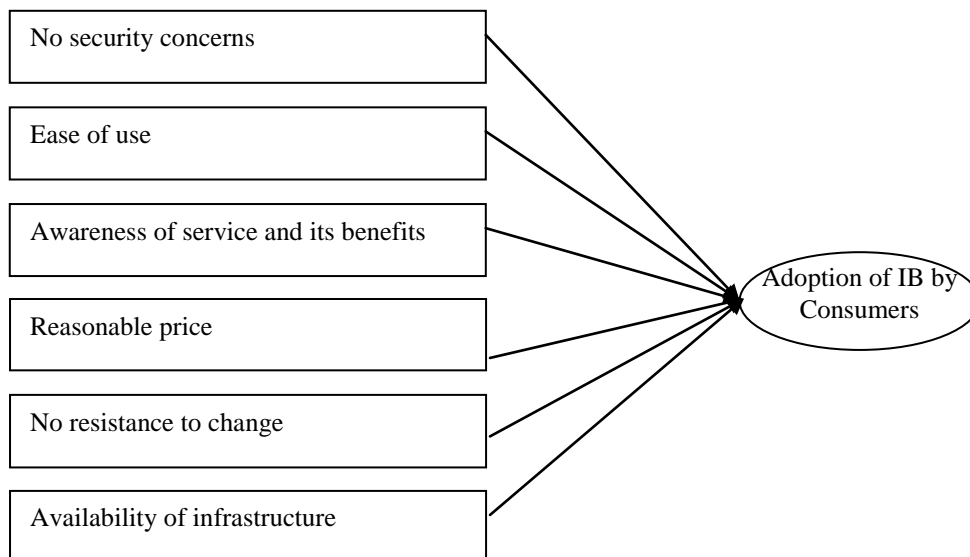 No security concerns
Ease of use
Awareness of service and its benefits
Reasonable price
No resistance to change
Availability of infrastructure
Adoption of IB by
Consumers